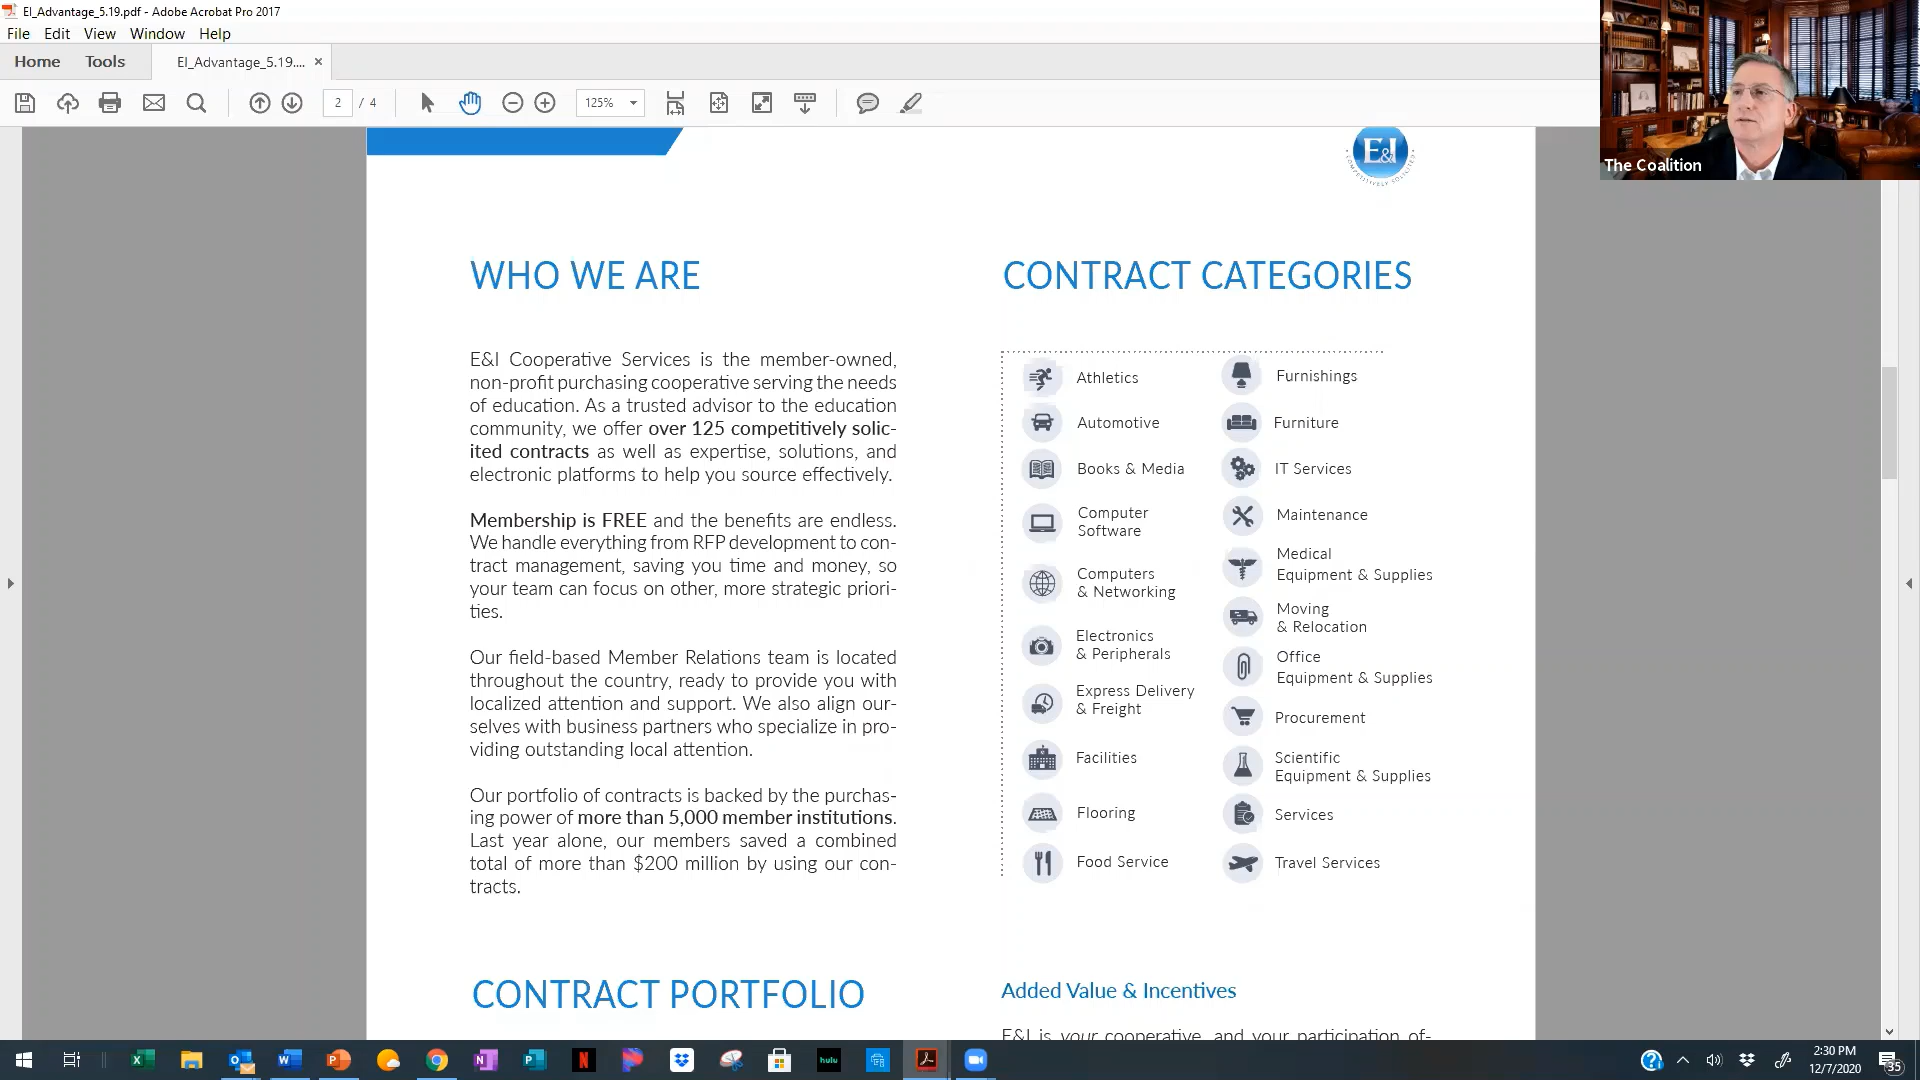 EI_Advantage_5.19.pdf - Adobe Acrobat Pro 2017
File Edit View Window Help
Home Tools EI_Advantage_5.19.... ×
2 / 4 125%
The Coalition
E&I
COMPETITIVELY SOLICITED
WHO WE ARE
E&I Cooperative Services is the member-owned,
non-profit purchasing cooperative serving the needs
of education. As a trusted advisor to the education
community, we offer over 125 competitively solic-
ited contracts as well as expertise, solutions, and
electronic platforms to help you source effectively.
Membership is FREE and the benefits are endless.
We handle everything from RFP development to con-
tract management, saving you time and money, so
your team can focus on other, more strategic priori-
ties.
Our field-based Member Relations team is located
throughout the country, ready to provide you with
localized attention and support. We also align our-
selves with business partners who specialize in pro-
viding outstanding local attention.
Our portfolio of contracts is backed by the purchas-
ing power of more than 5,000 member institutions.
Last year alone, our members saved a combined
total of more than $200 million by using our con-
tracts.
CONTRACT CATEGORIES
Athletics
Automotive
Books & Media
Computer
Software
Computers
& Networking
Electronics
& Peripherals
Express Delivery
& Freight
Facilities
Flooring
Food Service
Furnishings
Furniture
IT Services
Maintenance
Medical
Equipment & Supplies
Moving
& Relocation
Office
Equipment & Supplies
Procurement
Scientific
Equipment & Supplies
Services
Travel Services
CONTRACT PORTFOLIO
Added Value & Incentives
E&I is your cooperative, and your participation of-
hulu
2:30 PM
12/7/2020
35